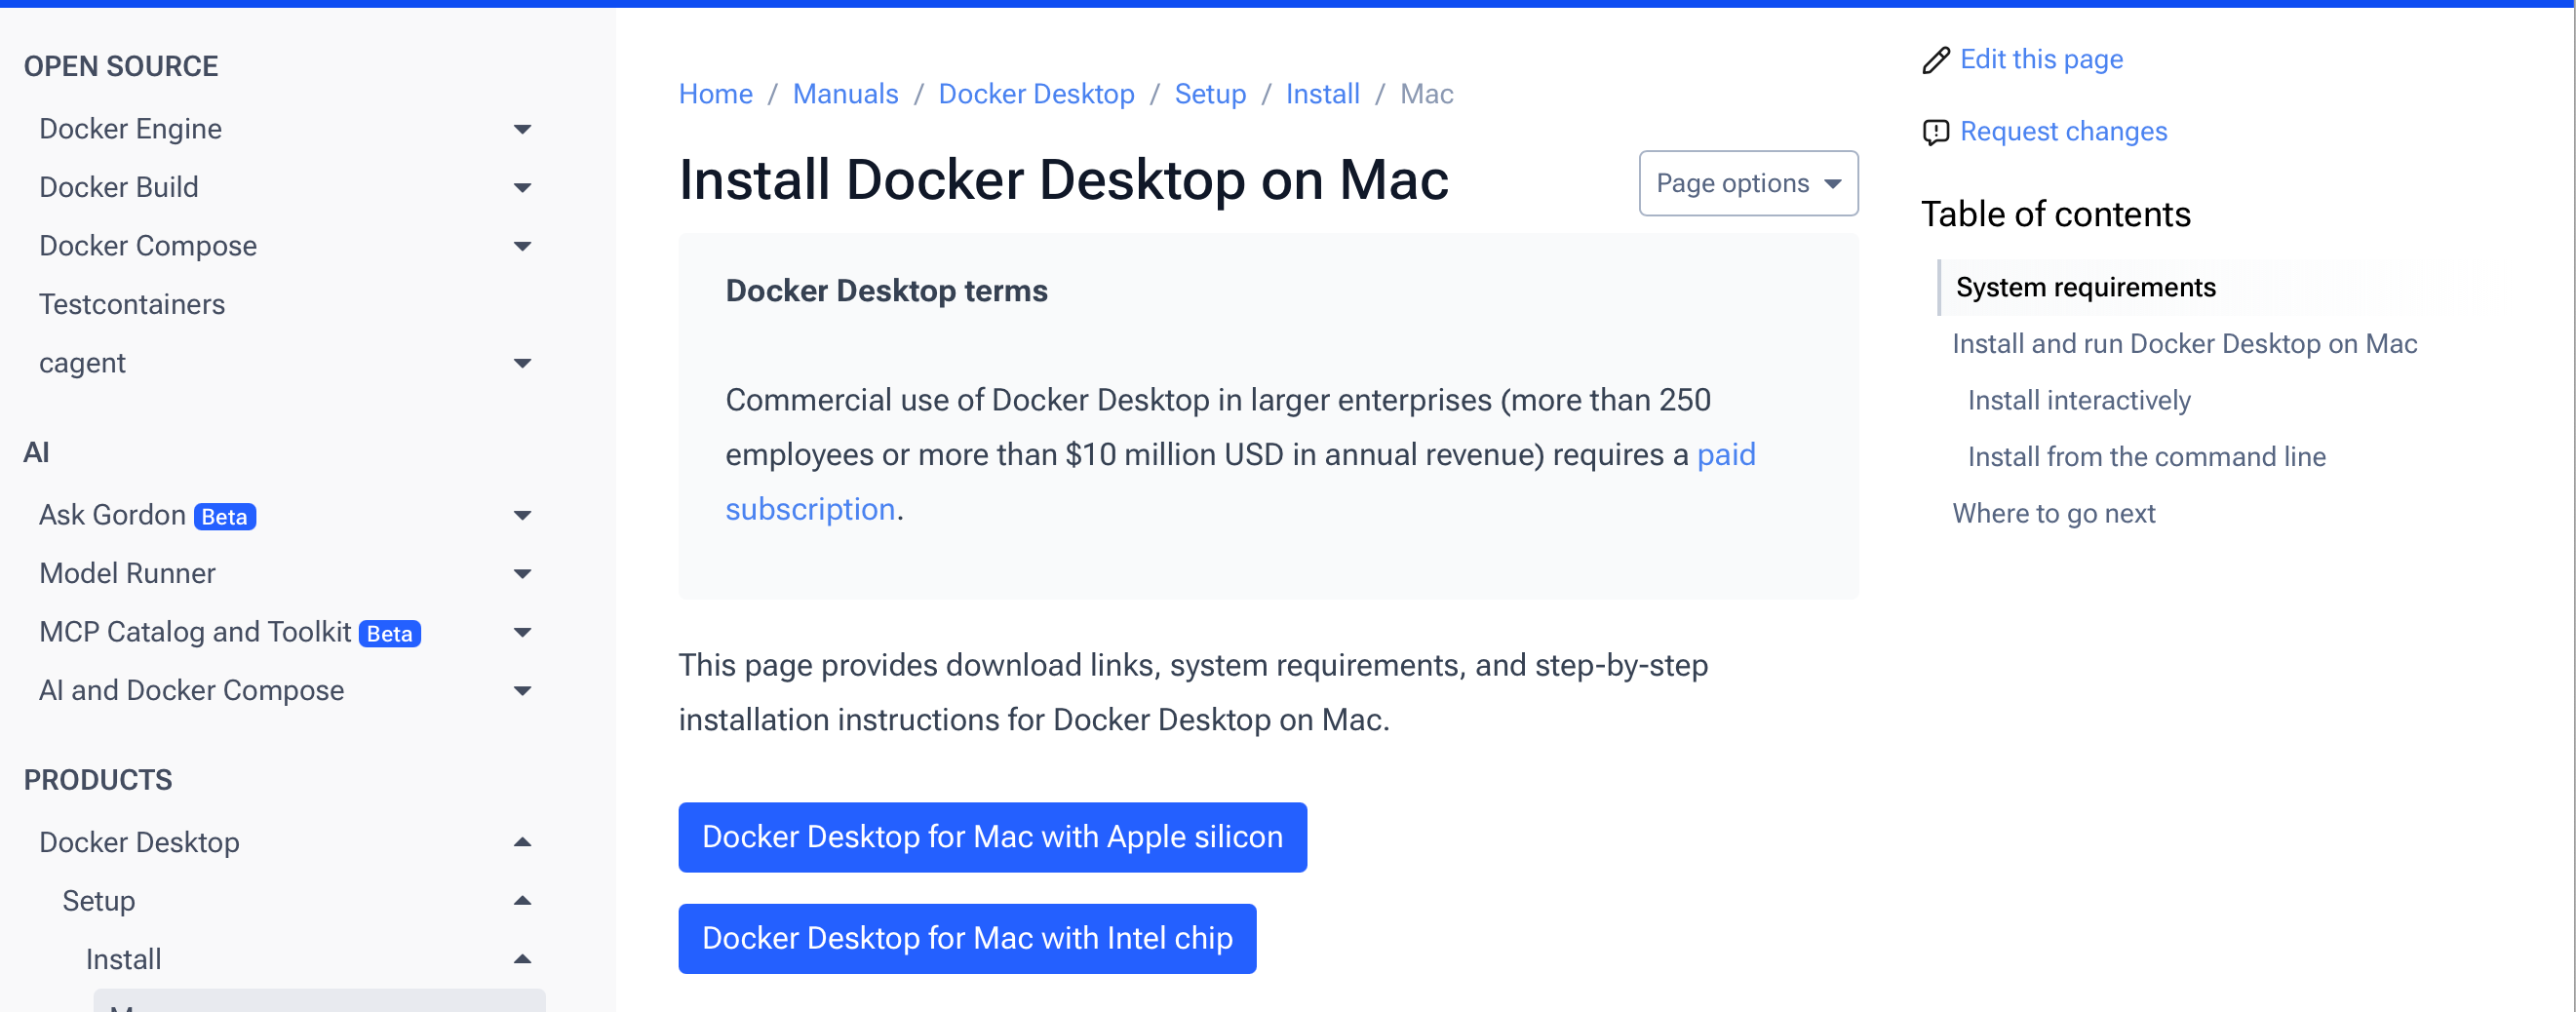 OPEN SOURCE
Docker Engine
Docker Build
Docker Compose
Testcontainers
cagent
AI
Ask Gordon Beta
Model Runner
MCP Catalog and Toolkit Beta
AI and Docker Compose
PRODUCTS
Docker Desktop
Setup
Install
Home / Manuals / Docker Desktop / Setup / Install / Mac
Install Docker Desktop on Mac
Page options
Docker Desktop terms
Commercial use of Docker Desktop in larger enterprises (more than 250
employees or more than $10 million USD in annual revenue) requires a paid
subscription.
This page provides download links, system requirements, and step-by-step
installation instructions for Docker Desktop on Mac.
Docker Desktop for Mac with Apple silicon
Docker Desktop for Mac with Intel chip
Edit this page
Request changes
Table of contents
System requirements
Install and run Docker Desktop on Mac
Install interactively
Install from the command line
Where to go next